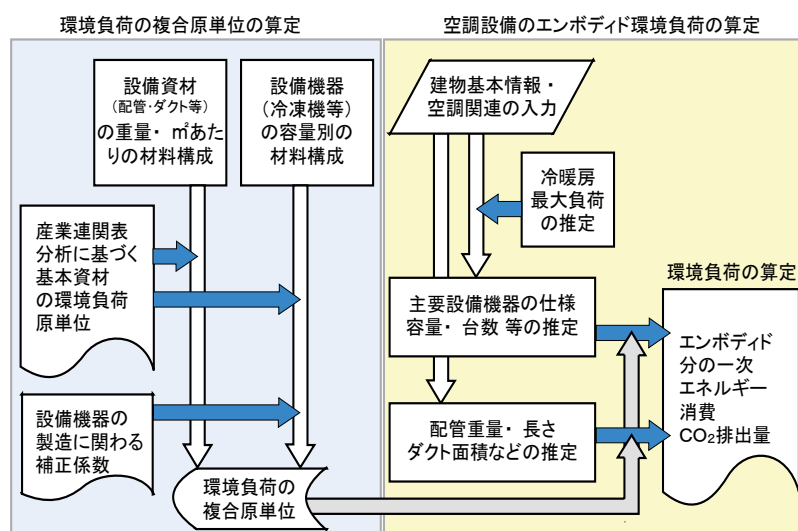 環境負荷の複合原単位の算定
設備資材
(配管・ダクト等)
の重量・㎡あた
りの材料構成
設備機器
(冷凍機等)
の容量別の
材料構成
産業連関表
分析に基づく
基本資材
の環境負荷
原単位
設備機器の
製造に関わる
補正係数
環境負荷の
複合原単位
空調設備のエンボディド環境負荷の算定
建物基本情報・
空調関連の入力
冷暖房
最大負荷
の推定
主要設備機器の仕様
容量・台数 等の推定
配管重量・長さ
ダクト面積などの推定
環境負荷の算定
エンボディド
分の一次
エネルギー
消費
CO₂排出量